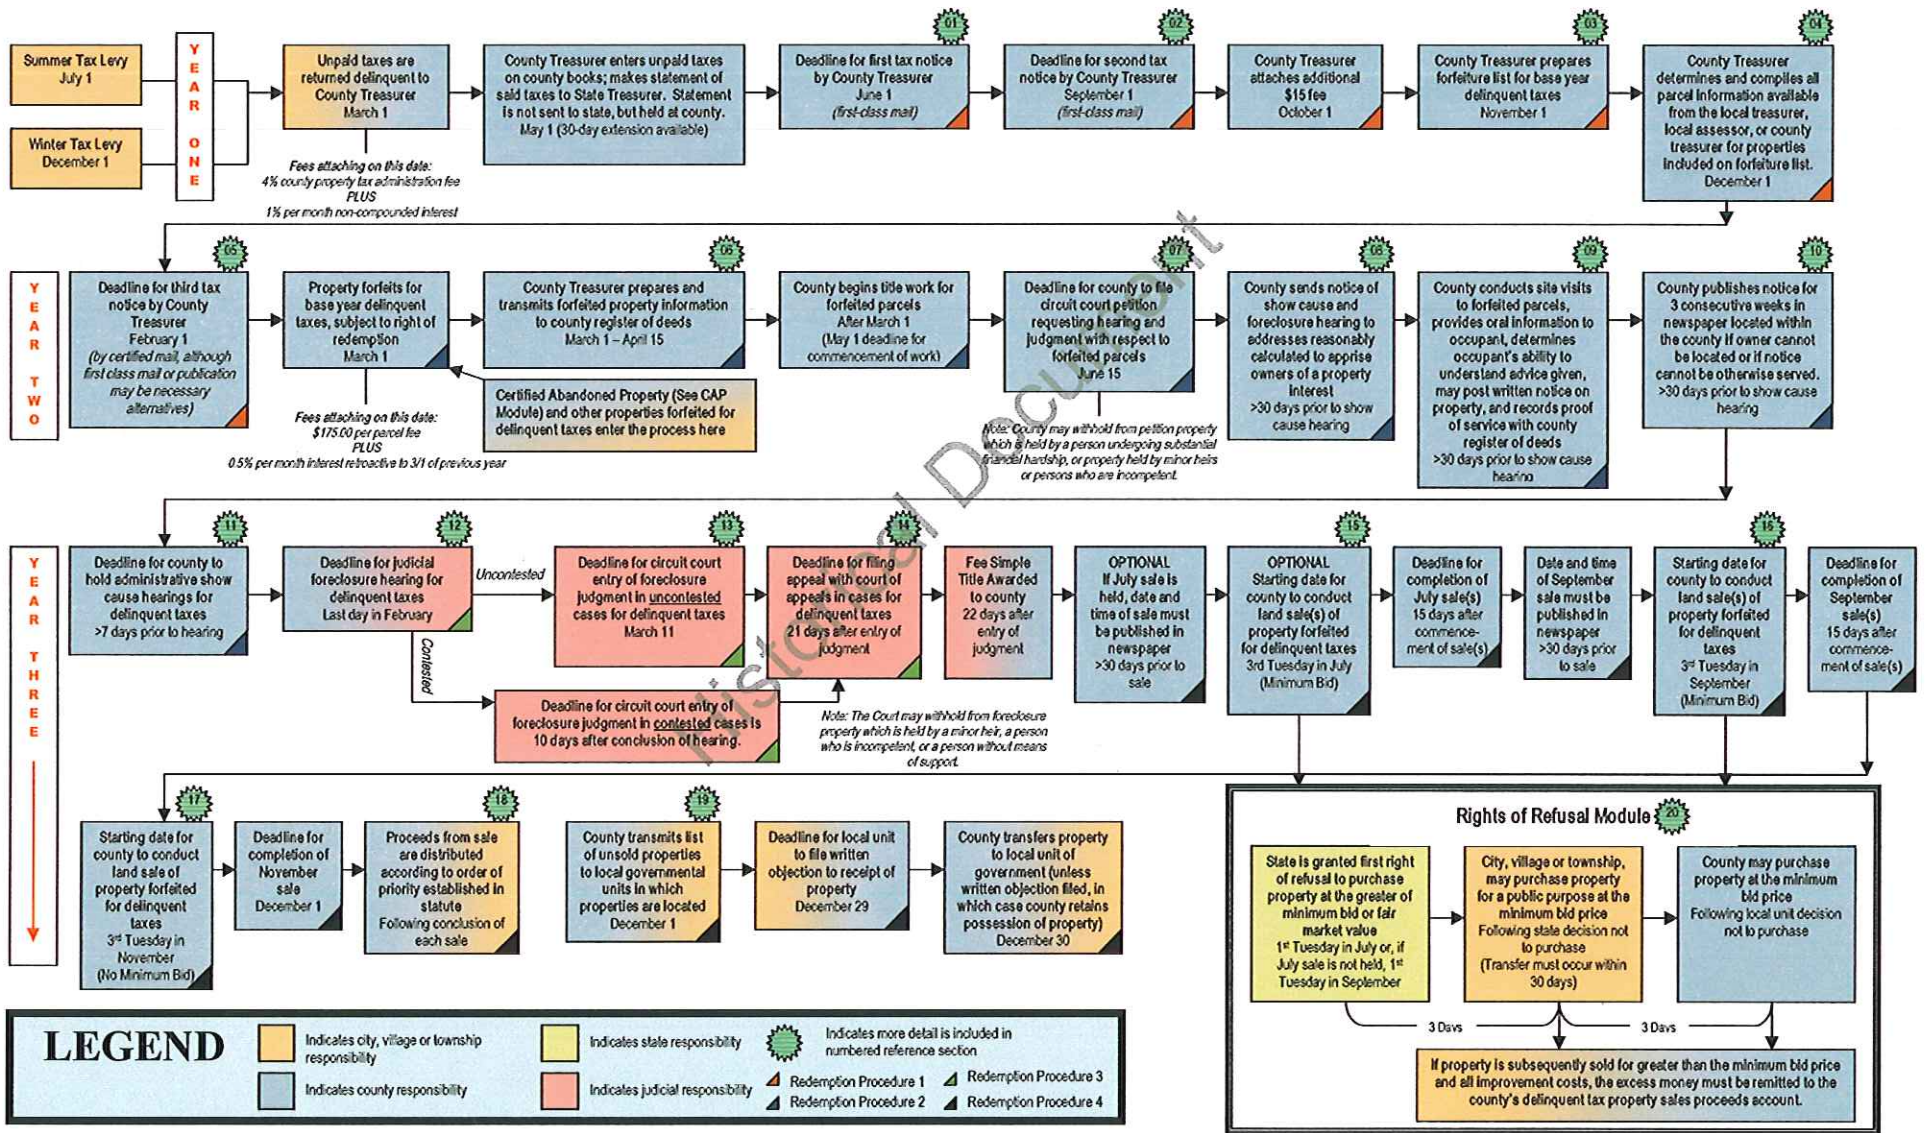 Summer Tax Levy
July 1
Winter Tax Levy
December 1
YEAR ONE
Unpaid taxes are
returned delinquent to
County Treasurer
March 1
Fees attaching on this date:
4% county property tax administration fee
PLUS
1% per month non-compounded interest
County Treasurer enters unpaid taxes
on county books; makes statement of
said taxes to State Treasurer. Statement
is not sent to state, but held at county.
May 1 (30-day extension available)
01
Deadline for first tax notice
by County Treasurer
June 1
(first-class mail)
02
Deadline for second tax
notice by County Treasurer
September 1
(first-class mail)
County Treasurer
attaches additional
$15 fee
October 1
03
County Treasurer prepares
forfeiture list for base year
delinquent taxes
November 1
04
County Treasurer
determines and compiles all
parcel information available
from the local treasurer,
local assessor, or county
treasurer for properties
included on forfeiture list.
December 1
YEAR TWO
05
Deadline for third tax
notice by County
Treasurer
February 1
(by certified mail, although
first class mail or publication
may be necessary
alternatives)
Property forfeits for
base year delinquent
taxes, subject to right of
redemption
March 1
Fees attaching on this date:
$175.00 per parcel fee
PLUS
0.5% per month interest retroactive to 3/1 of previous year
06
County Treasurer prepares and
transmits forfeited property information
to county register of deeds
March 1 – April 15
Certified Abandoned Property (See CAP
Module) and other properties forfeited for
delinquent taxes enter the process here
County begins title work for
forfeited parcels
After March 1
(May 1 deadline for
commencement of work)
07
Deadline for county to file
circuit court petition
requesting hearing and
judgment with respect to
forfeited parcels
June 15
Note: County may withhold from petition property
which is held by a person undergoing substantial
financial hardship, or property held by minor heirs
or persons who are incompetent.
08
County sends notice of
show cause and
foreclosure hearing to
addresses reasonably
calculated to apprise
owners of a property
interest
>30 days prior to show
cause hearing
09
County conducts site visits
to forfeited parcels,
provides oral information to
occupant, determines
occupant's ability to
understand advice given,
may post written notice on
property, and records proof
of service with county
register of deeds
>30 days prior to show cause
hearing
10
County publishes notice for
3 consecutive weeks in
newspaper located within
the county if owner cannot
be located or if notice
cannot be otherwise served.
>30 days prior to show cause
hearing
Historical Document
YEAR THREE
11
Deadline for county to
hold administrative show
cause hearings for
delinquent taxes
>7 days prior to hearing
12
Deadline for judicial
foreclosure hearing for
delinquent taxes
Last day in February
Uncontested
Contested
13
Deadline for circuit court
entry of foreclosure
judgment in uncontested
cases for delinquent taxes
March 11
Deadline for circuit court entry of
foreclosure judgment in contested cases is
10 days after conclusion of hearing.
14
Deadline for filing
appeal with court of
appeals in cases for
delinquent taxes
21 days after entry of
judgment
Note: The Court may withhold from foreclosure
property which is held by a minor heir, a person
who is incompetent, or a person without means
of support.
Fee Simple
Title Awarded
to county
22 days after
entry of
judgment
OPTIONAL
If July sale is
held, date and
time of sale must
be published in
newspaper
>30 days prior to
sale
15
OPTIONAL
Starting date for
county to conduct
land sale(s) of
property forfeited
for delinquent taxes
3rd Tuesday in July
(Minimum Bid)
Deadline for
completion of
July sale(s)
15 days after
commence-
ment of sale(s)
Date and time
of September
sale must be
published in
newspaper
>30 days prior
to sale
16
Starting date for
county to conduct
land sale(s) of
property forfeited
for delinquent
taxes
3rd Tuesday in
September
(Minimum Bid)
Deadline for
completion of
September
sale(s)
15 days after
commence-
ment of sale(s)
17
Starting date for
county to conduct
land sale of
property forfeited
for delinquent
taxes
3rd Tuesday in
November
(No Minimum Bid)
Deadline for
completion of
November
sale
December 1
18
Proceeds from sale
are distributed
according to order of
priority established in
statute
Following conclusion of
each sale
19
County transmits list
of unsold properties
to local governmental
units in which
properties are located
December 1
Deadline for local unit
to file written
objection to receipt of
property
December 29
County transfers property
to local unit of
government (unless
written objection filed, in
which case county retains
possession of property)
December 30
Rights of Refusal Module 20
State is granted first right
of refusal to purchase
property at the greater of
minimum bid or fair
market value
1st Tuesday in July or, if
July sale is not held, 1st
Tuesday in September
City, village or township,
may purchase property
for a public purpose at the
minimum bid price
Following state decision not
to purchase
(Transfer must occur within
30 days)
County may purchase
property at the minimum
bid price
Following local unit decision
not to purchase
3 Days
3 Days
If property is subsequently sold for greater than the minimum bid price
and all improvement costs, the excess money must be remitted to the
county's delinquent tax property sales proceeds account.
LEGEND
Indicates city, village or township
responsibility
Indicates county responsibility
Indicates state responsibility
Indicates judicial responsibility
Indicates more detail is included in
numbered reference section
Redemption Procedure 1
Redemption Procedure 2
Redemption Procedure 3
Redemption Procedure 4